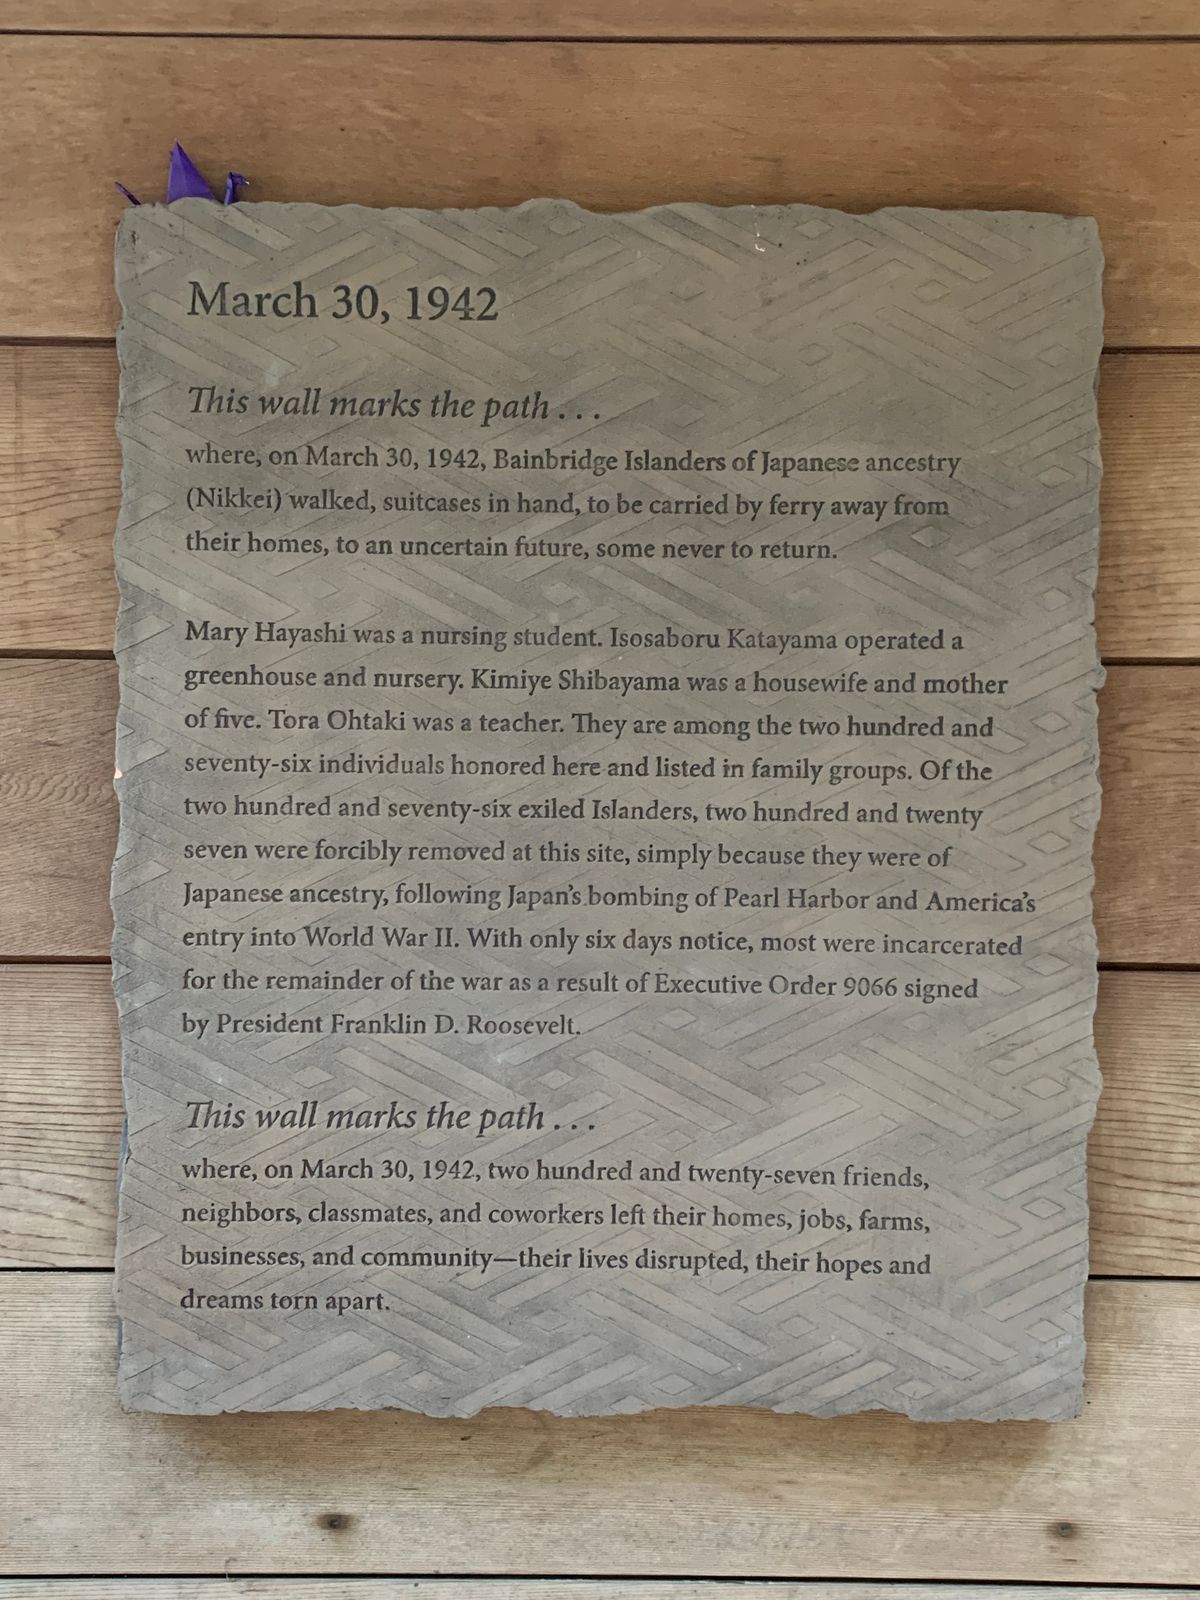 March 30, 1942
This wall marks the path . . .
where, on March 30, 1942, Bainbridge Islanders of Japanese ancestry
(Nikkei) walked, suitcases in hand, to be carried by ferry away from
their homes, to an uncertain future, some never to return.
Mary Hayashi was a nursing student. Isosaboru Katayama operated a
greenhouse and nursery. Kimiye Shibayama was a housewife and mother
of five. Tora Ohtaki was a teacher. They are among the two hundred and
seventy-six individuals honored here and listed in family groups. Of the
two hundred and seventy-six exiled Islanders, two hundred and twenty
seven were forcibly removed at this site, simply because they were of
Japanese ancestry, following Japan's bombing of Pearl Harbor and America's
entry into World War II. With only six days notice, most were incarcerated
for the remainder of the war as a result of Executive Order 9066 signed
by President Franklin D. Roosevelt.
This wall marks the path . . .
where, on March 30, 1942, two hundred and twenty-seven friends,
neighbors, classmates, and coworkers left their homes, jobs, farms,
businesses, and community—their lives disrupted, their hopes and
dreams torn apart.